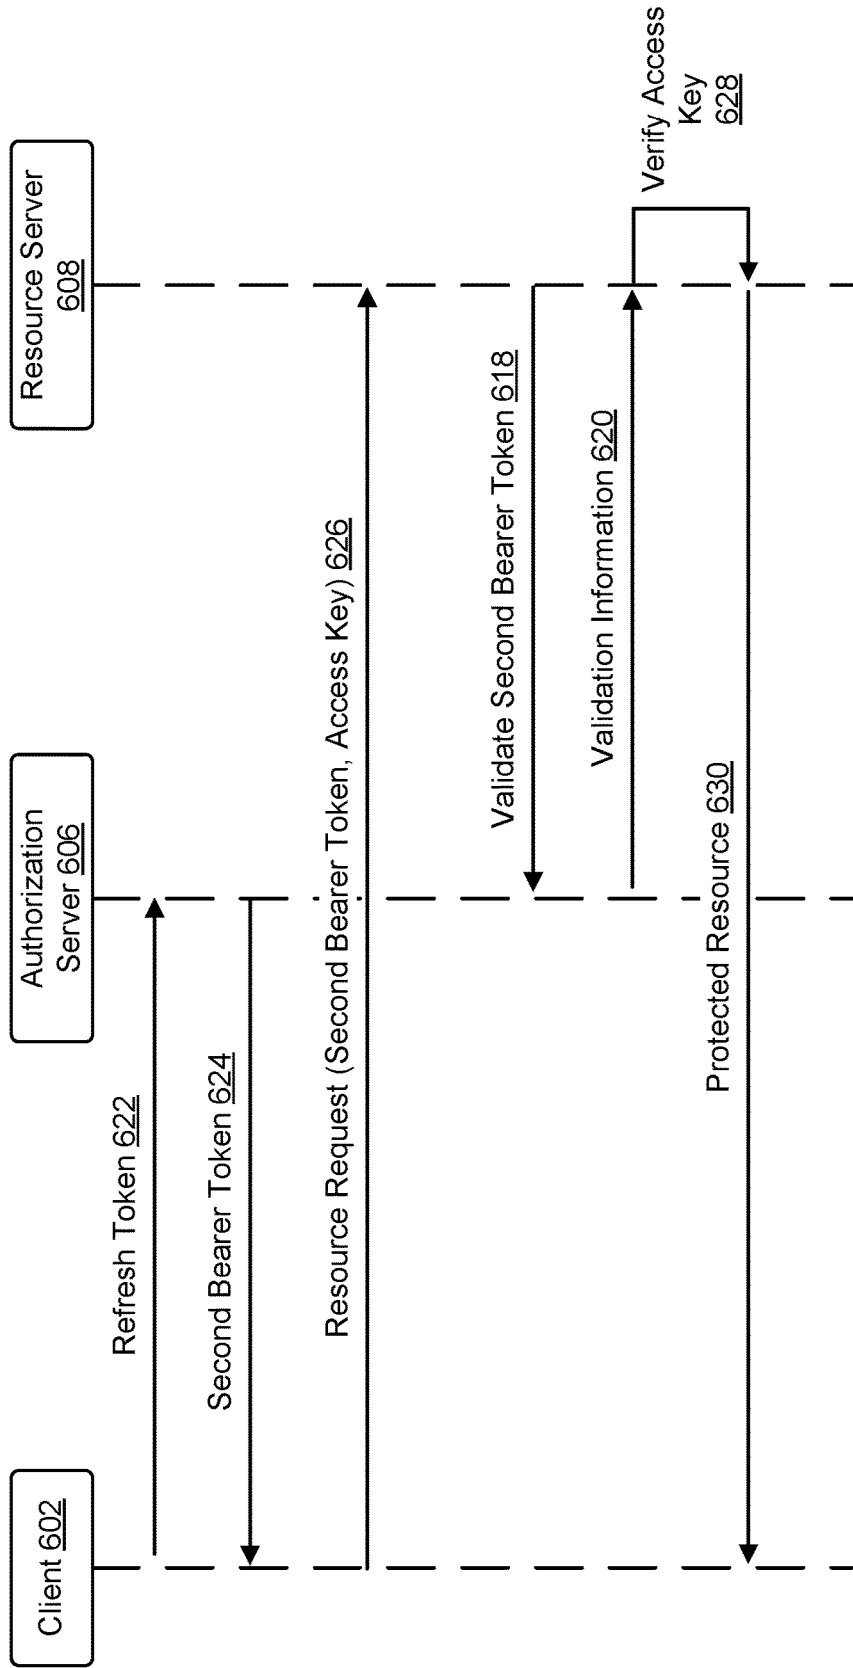 Client 602
Authorization
Server 606
Resource Server
608
Refresh Token 622
Second Bearer Token 624
Resource Request (Second Bearer Token, Access Key) 626
Validate Second Bearer Token 618
Validation Information 620
Verify Access
Key
628
Protected Resource 630